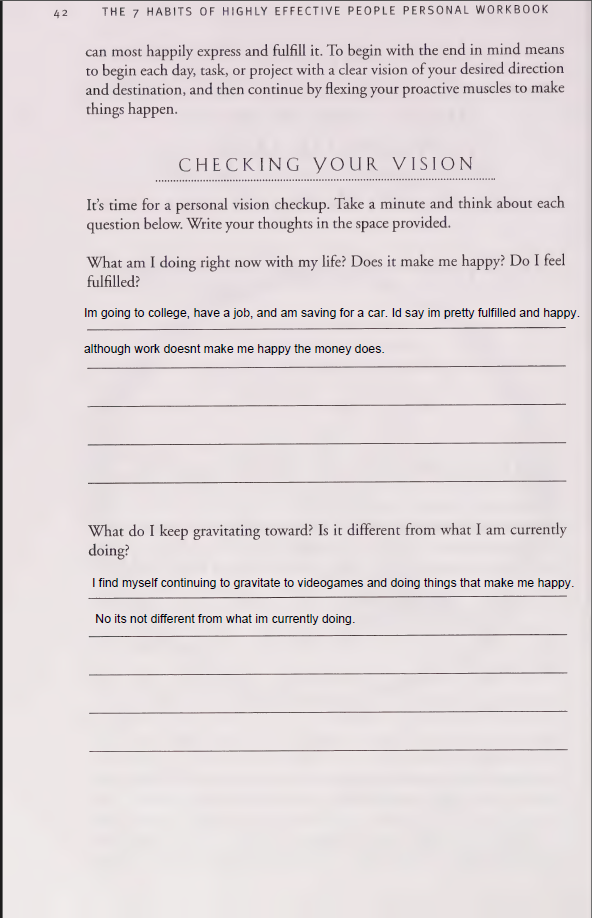 42 THE 7 HABITS OF HIGHLY EFFECTIVE PEOPLE PERSONAL WORKBOOK
can most happily express and fulfill it. To begin with the end in mind means
to begin each day, task, or project with a clear vision of your desired direction
and destination, and then continue by flexing your proactive muscles to make
things happen.
CHECKING YOUR VISION
It's time for a personal vision checkup. Take a minute and think about each
question below. Write your thoughts in the space provided.
What am I doing right now with my life? Does it make me happy? Do I feel
fulfilled?
Im going to college, have a job, and am saving for a car. Id say im pretty fulfilled and happy.
although work doesnt make me happy the money does.
What do I keep gravitating toward? Is it different from what I am currently
doing?
I find myself continuing to gravitate to videogames and doing things that make me happy.
No its not different from what im currently doing.